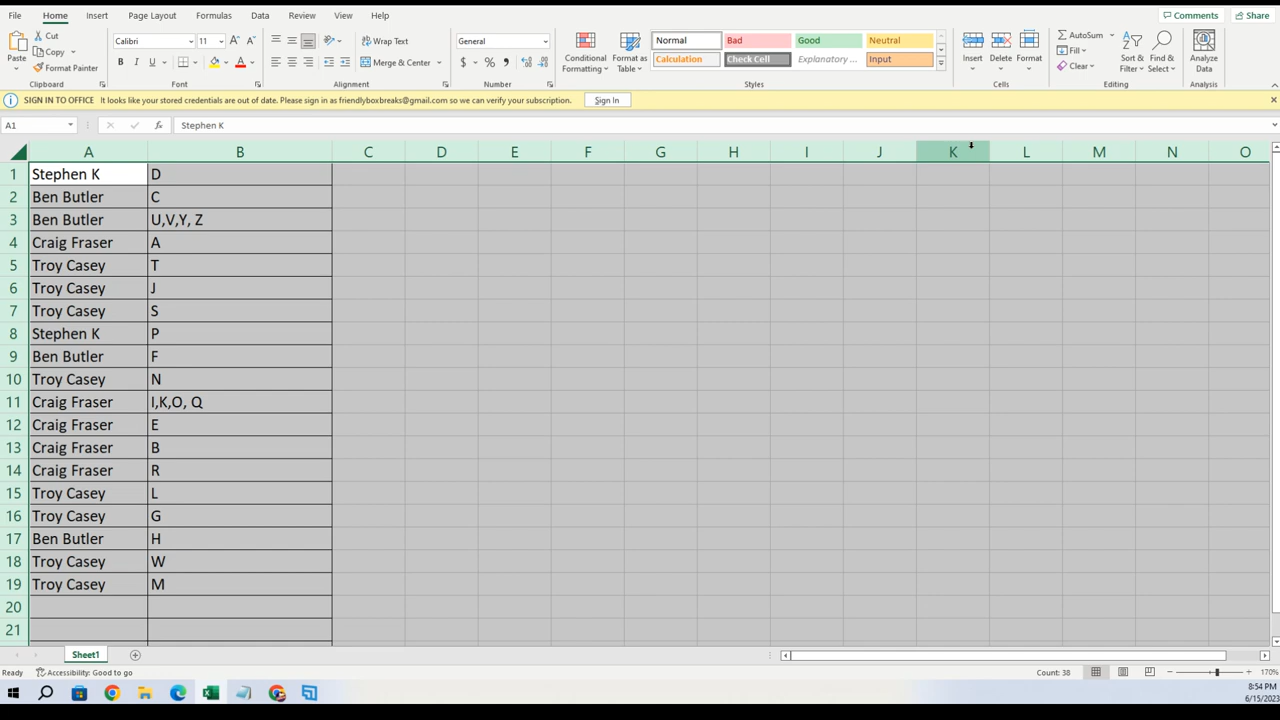 File Home Insert Page Layout Formulas Data Review View Help Comments Share
Paste Cut Copy Format Painter Clipboard
Calibri 11 B I U Font
Wrap Text Merge & Center Alignment
General $ % Number
Conditional Formatting Format as Table
Normal Bad Good Neutral Calculation Check Cell Explanatory ... Input Styles
Insert Delete Format Cells
AutoSum Fill Clear Sort & Filter Find & Select Editing
Analyze Data Analysis
SIGN IN TO OFFICE It looks like your stored credentials are out of date. Please sign in as friendlyboxbreaks@gmail.com so we can verify your subscription. Sign In
A1 fx Stephen K
A B C D E F G H I J K L M N O
1 Stephen K D
2 Ben Butler C
3 Ben Butler U,V,Y, Z
4 Craig Fraser A
5 Troy Casey T
6 Troy Casey J
7 Troy Casey S
8 Stephen K P
9 Ben Butler F
10 Troy Casey N
11 Craig Fraser I,K,O, Q
12 Craig Fraser E
13 Craig Fraser B
14 Craig Fraser R
15 Troy Casey L
16 Troy Casey G
17 Ben Butler H
18 Troy Casey W
19 Troy Casey M
20
21
Sheet1
Ready Accessibility: Good to go Count: 38 170%
8:54 PM
6/15/2023